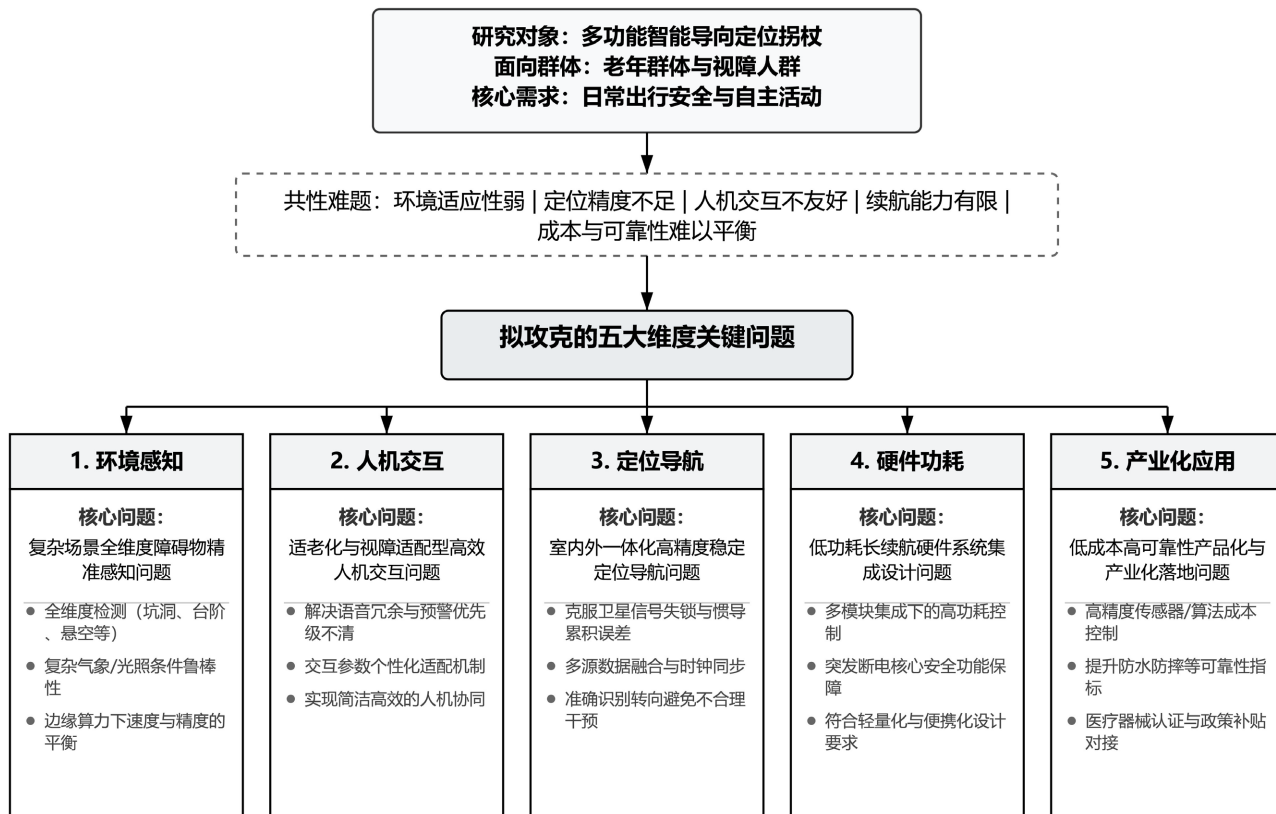 研究对象：多功能智能导向定位拐杖
面向群体：老年群体与视障人群
核心需求：日常出行安全与自主活动
共性难题：环境适应性弱 | 定位精度不足 | 人机交互不友好 | 续航能力有限 |
成本与可靠性难以平衡
拟攻克的五大维度关键问题
1. 环境感知
核心问题：
复杂场景全维度障碍物精
准感知问题
全维度检测（坑洞、台阶
、悬空等）
复杂气象/光照条件鲁棒
性
边缘算力下速度与精度的
平衡
2. 人机交互
核心问题：
适老化与视障适配型高效
人机交互问题
解决语音冗余与预警优先
级不清
交互参数个性化适配机制
实现简洁高效的人机协同
3. 定位导航
核心问题：
室内外一体化高精度稳定
定位导航问题
克服卫星信号失锁与惯导
累积误差
多源数据融合与时钟同步
准确识别转向避免不合理
干预
4. 硬件功耗
核心问题：
低功耗长续航硬件系统集
成设计问题
多模块集成下的高功耗控
制
突发断电核心安全功能保
障
符合轻量化与便携化设计
要求
5. 产业化应用
核心问题：
低成本高可靠性产品化与
产业化落地问题
高精度传感器/算法成本
控制
提升防水防摔等可靠性指
标
医疗器械认证与政策补贴
对接